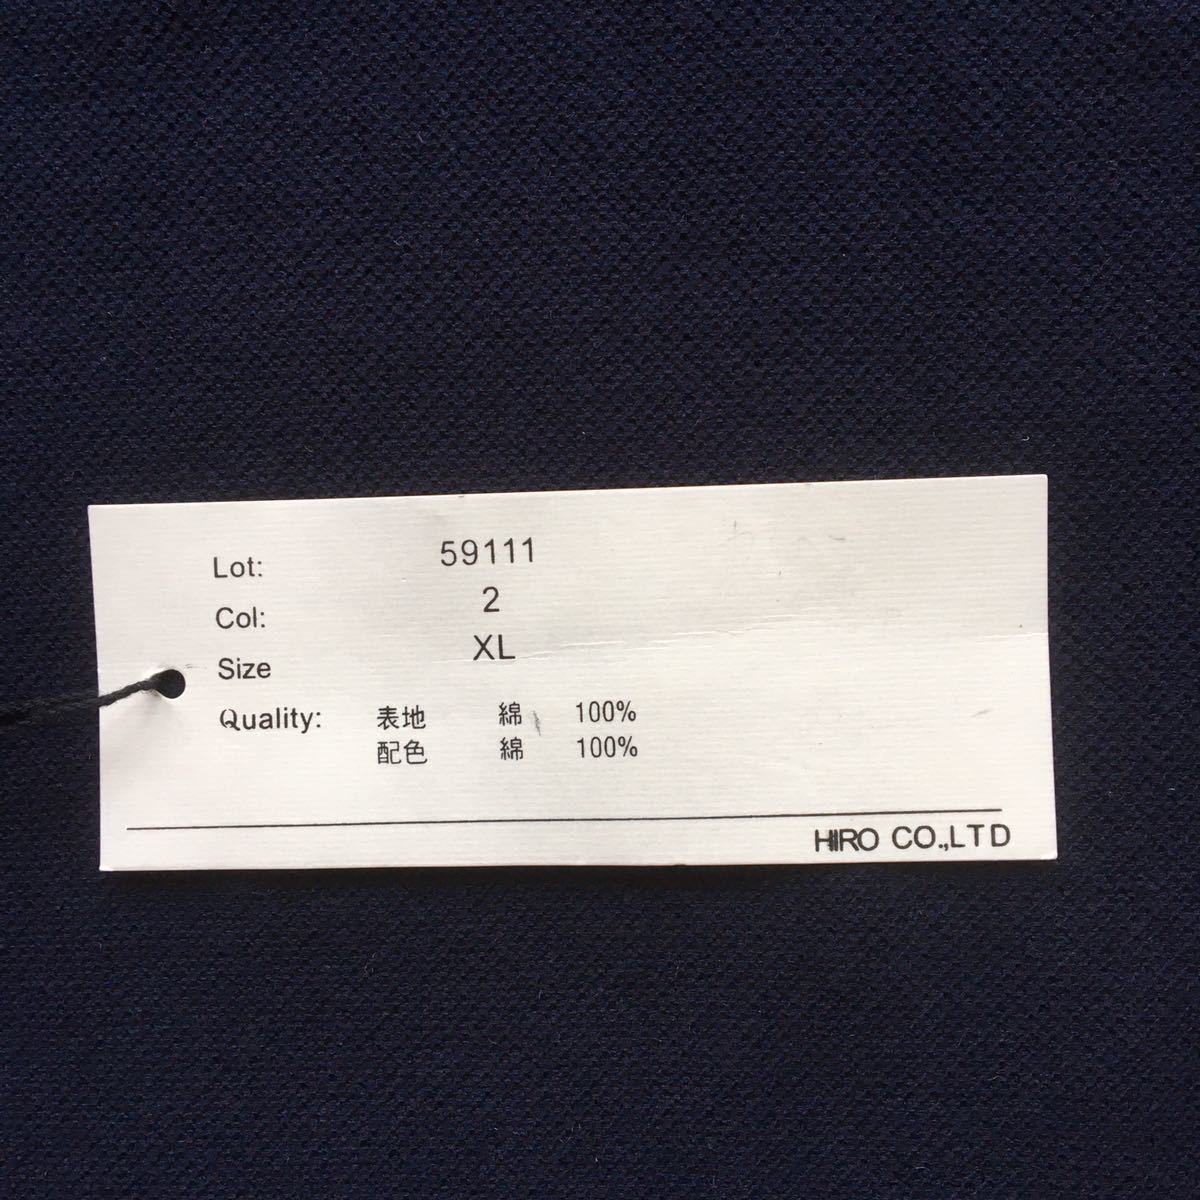 Lot: 59111
Col: 2
Size XL
Quality: 表地 綿 100%
配色 綿 100%
HIRO CO.,LTD